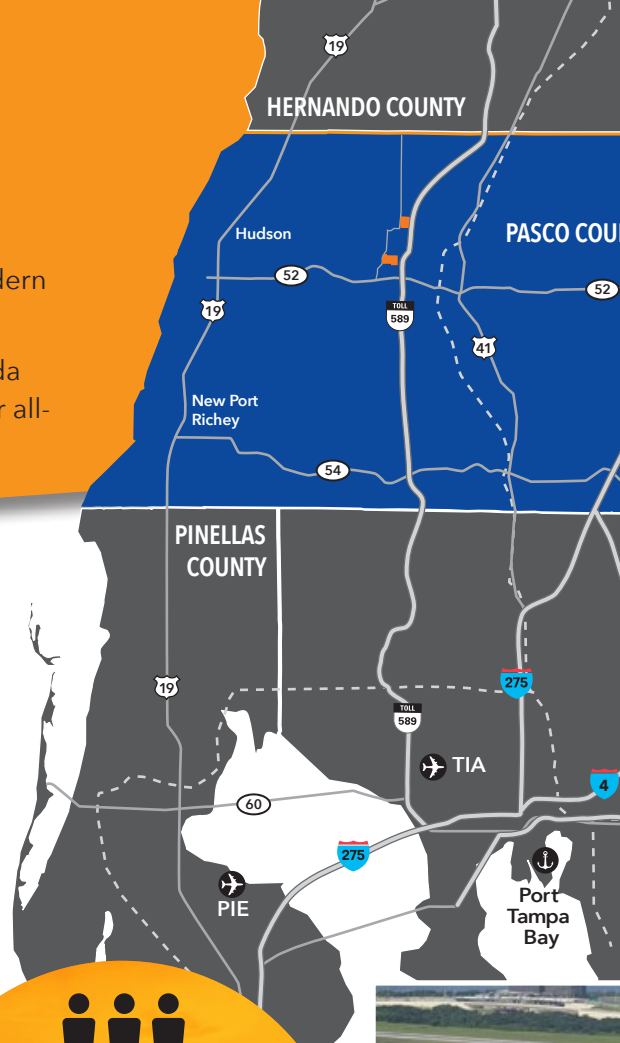 19
HERNANDO COUNTY
Hudson
PASCO COU
dern
52
52
19
TOLL
589
41
da
r all-
New Port
Richey
54
PINELLAS
COUNTY
19
275
TOLL
589
TIA
4
60
275
PIE
Port
Tampa
Bay